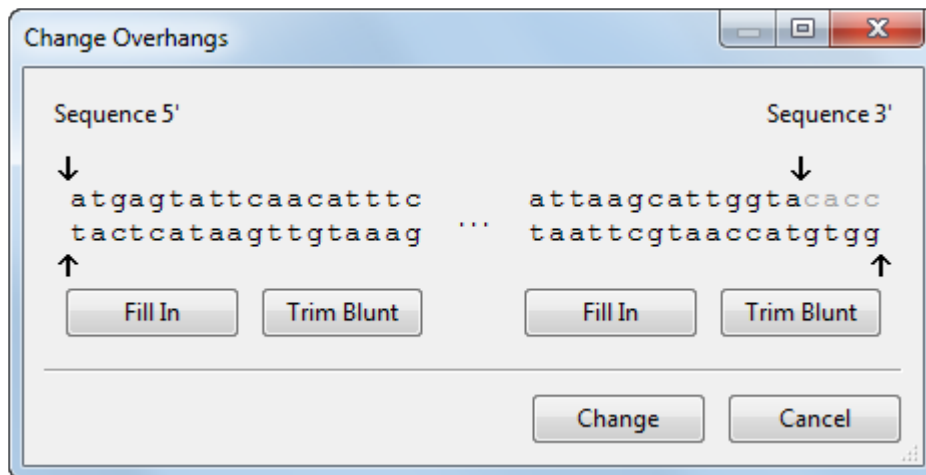 Change Overhangs
Sequence 5' Sequence 3'
atgagtattcaacatttc attaagcattggtacacc
...
tactcataagttgtaaag taattcgtaaccatgtgg
Fill In Trim Blunt Fill In Trim Blunt
Change Cancel